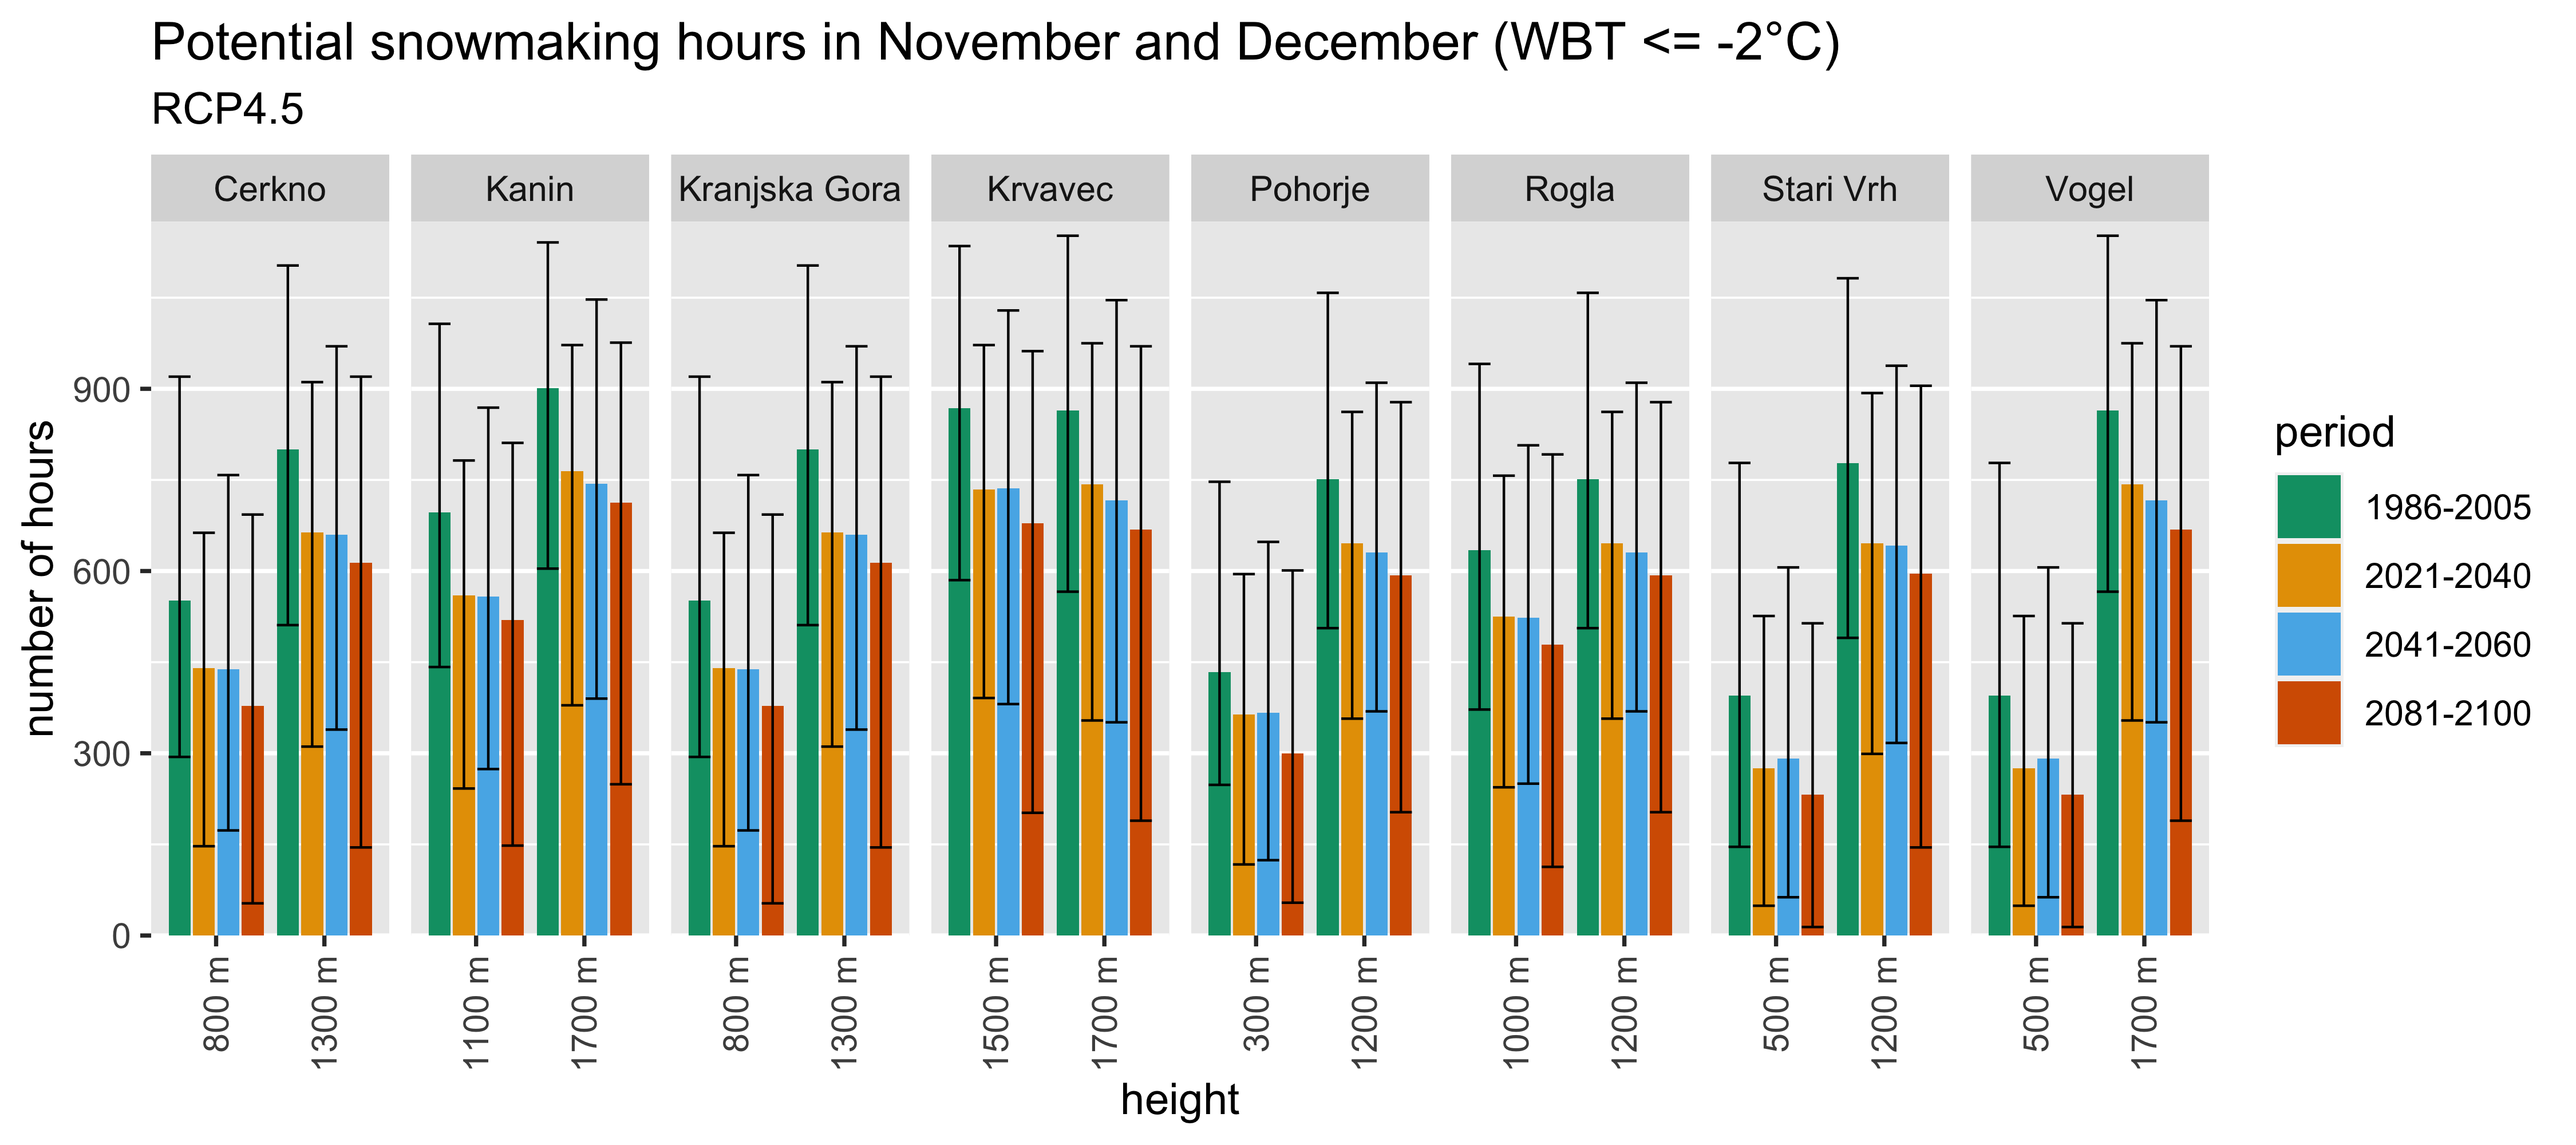 Potential snowmaking hours in November and December (WBT <= -2°C)
RCP4.5
Cerkno
Kanin
Kranjska Gora
Krvavec
Pohorje
Rogla
Stari Vrh
Vogel
number of hours
900
600
300
0
800 m
1300 m
1100 m
1700 m
800 m
1300 m
1500 m
1700 m
300 m
1200 m
1000 m
1200 m
500 m
1200 m
500 m
1700 m
height
period
1986-2005
2021-2040
2041-2060
2081-2100